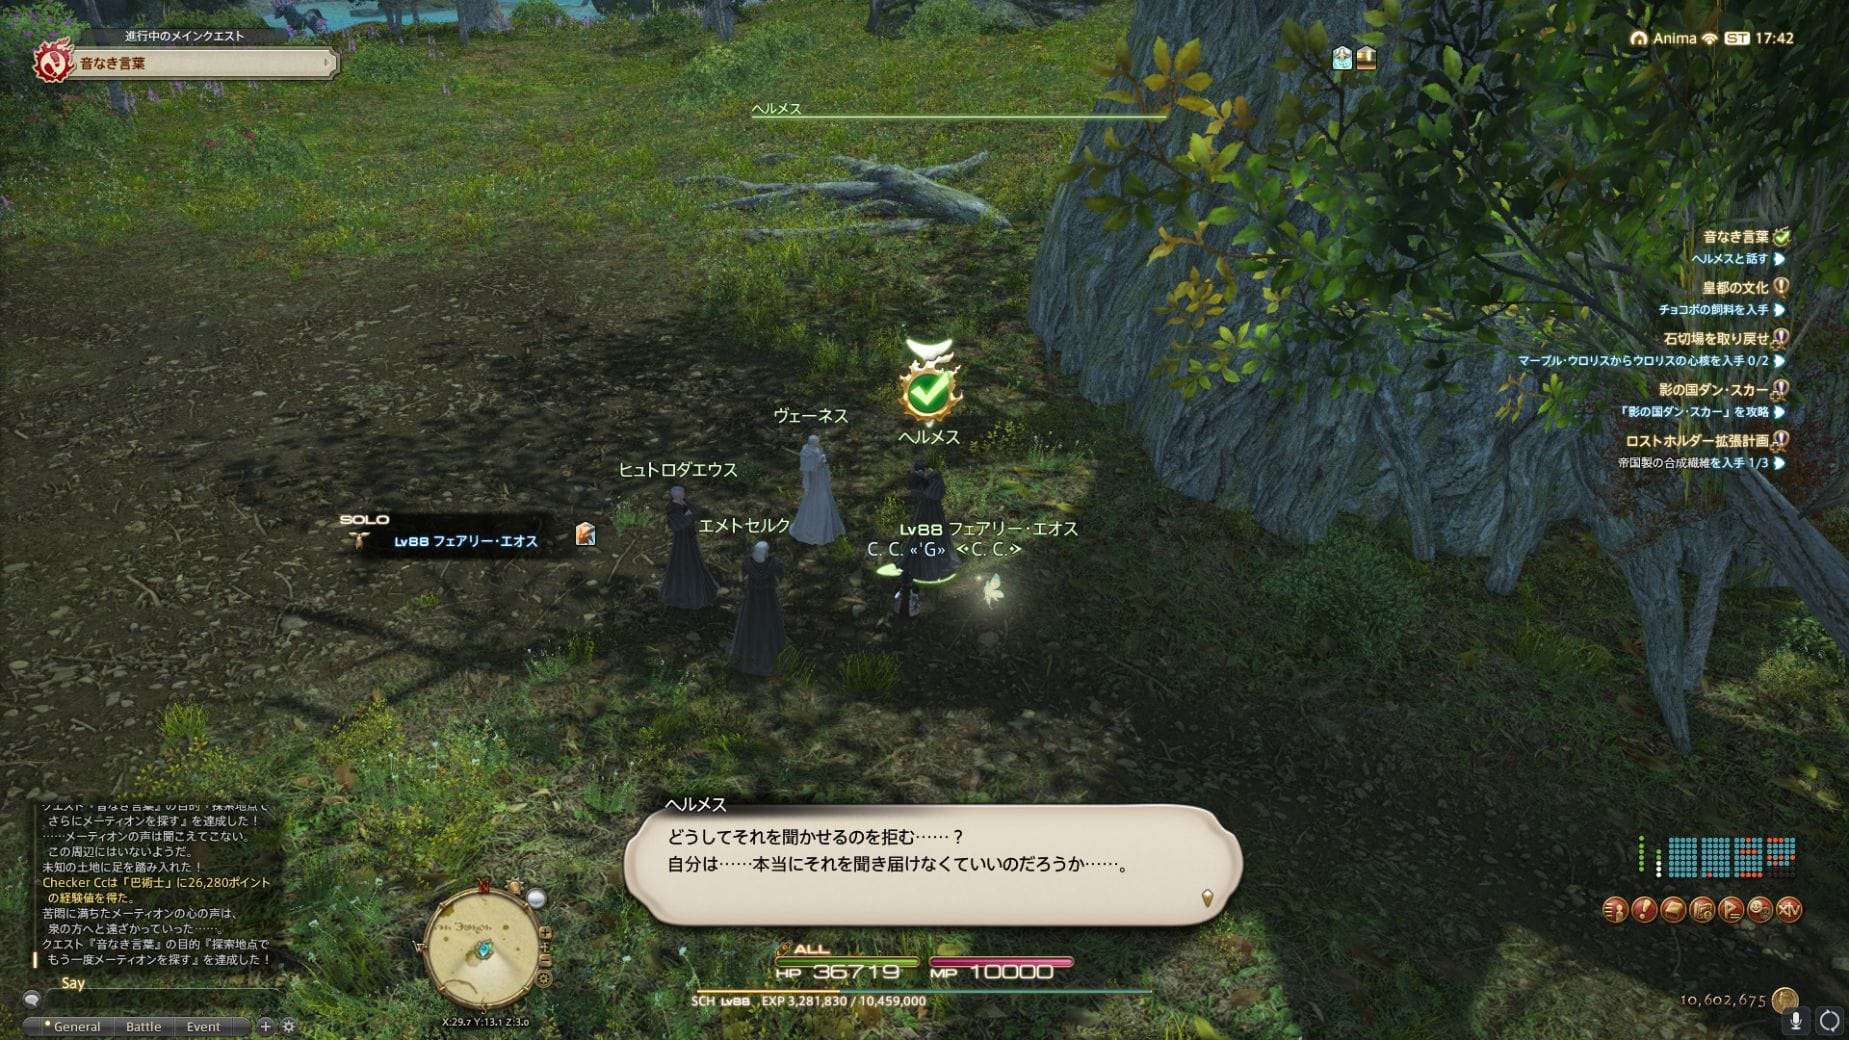 進行中のメインクエスト
音なき言葉
Anima ST 17:42
ヘルメス
音なき言葉
ヘルメスと話す
皇都の文化
チョコボの飼料を入手
石切場を取り戻せ
マーブル・ウロリスからウロリスの心核を入手 0/2
影の国ダン・スカー
「影の国ダン・スカー」を攻略
ロストホルダー拡張計画
帝国製の合成繊維を入手 1/3
ヴェーネス
ヘルメス
ヒュトロダエウス
エメトセルク
SOLO
Lv88 フェアリー・エオス
Lv88 フェアリー・エオス
C. C. «'G» «C. C.»
ヘルメス
どうしてそれを聞かせるのを拒む……？
自分は……本当にそれを聞き届けなくていいのだろうか……。
クエスト『音なき言葉』の目的『探索地点で
さらにメーティオンを探す』を達成した！
……メーティオンの声は聞こえてこない。
この周辺にはいないようだ。
未知の土地に足を踏み入れた！
Checker Ccは「巴術士」に26,280ポイント
の経験値を得た。
苦悶に満ちたメーティオンの心の声は、
泉の方へと遠ざかっていった……。
クエスト『音なき言葉』の目的『探索地点で
もう一度メーティオンを探す』を達成した！
Say
General Battle Event
X:29.7 Y:13.1 Z:3.0
ALL
HP 36719 MP 10000
SCH Lv88 EXP 3,281,830 / 10,459,000
XIV
10,602,675